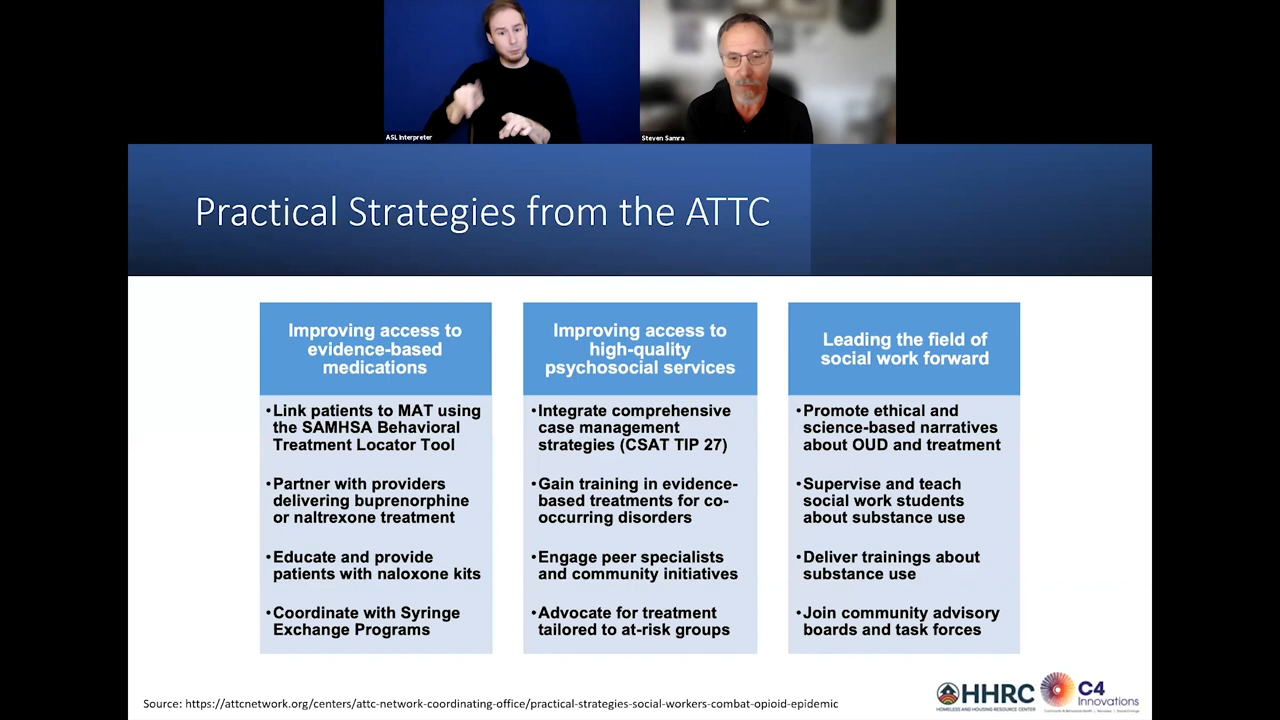 ASL Interpreter
Steven Samra
Practical Strategies from the ATTC
Improving access to
evidence-based
medications
•Link patients to MAT using
the SAMHSA Behavioral
Treatment Locator Tool
•Partner with providers
delivering buprenorphine
or naltrexone treatment
•Educate and provide
patients with naloxone kits
•Coordinate with Syringe
Exchange Programs
Improving access to
high-quality
psychosocial services
•Integrate comprehensive
case management
strategies (CSAT TIP 27)
•Gain training in evidence-
based treatments for co-
occurring disorders
•Engage peer specialists
and community initiatives
•Advocate for treatment
tailored to at-risk groups
Leading the field of
social work forward
•Promote ethical and
science-based narratives
about OUD and treatment
•Supervise and teach
social work students
about substance use
•Deliver trainings about
substance use
•Join community advisory
boards and task forces
Source: https://attcnetwork.org/centers/attc-network-coordinating-office/practical-strategies-social-workers-combat-opioid-epidemic
HHRC
HOMELESS AND HOUSING RESOURCE CENTER
C4
Innovations